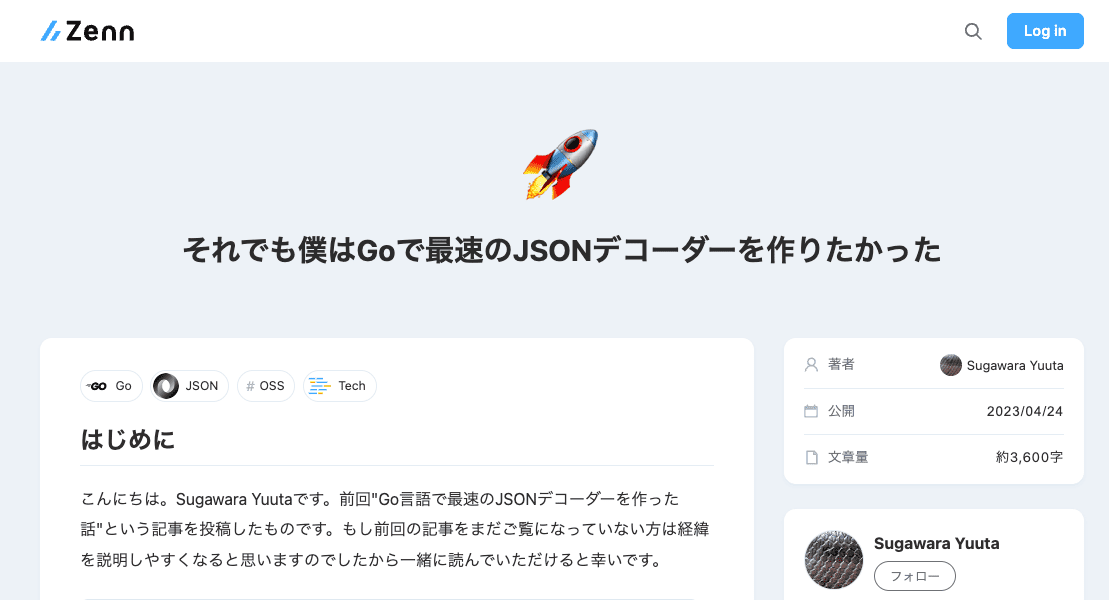 Zenn
Log in
それでも僕はGoで最速のJSONデコーダーを作りたかった
GO Go
JSON
# OSS
Tech
はじめに
こんにちは。Sugawara Yuutaです。前回"Go言語で最速のJSONデコーダーを作った
話"という記事を投稿したものです。もし前回の記事をまだご覧になっていない方は経緯
を説明しやすくなると思いますのでしたから一緒に読んでいただけると幸いです。
著者 Sugawara Yuuta
公開 2023/04/24
文章量 約3,600字
Sugawara Yuuta
フォロー